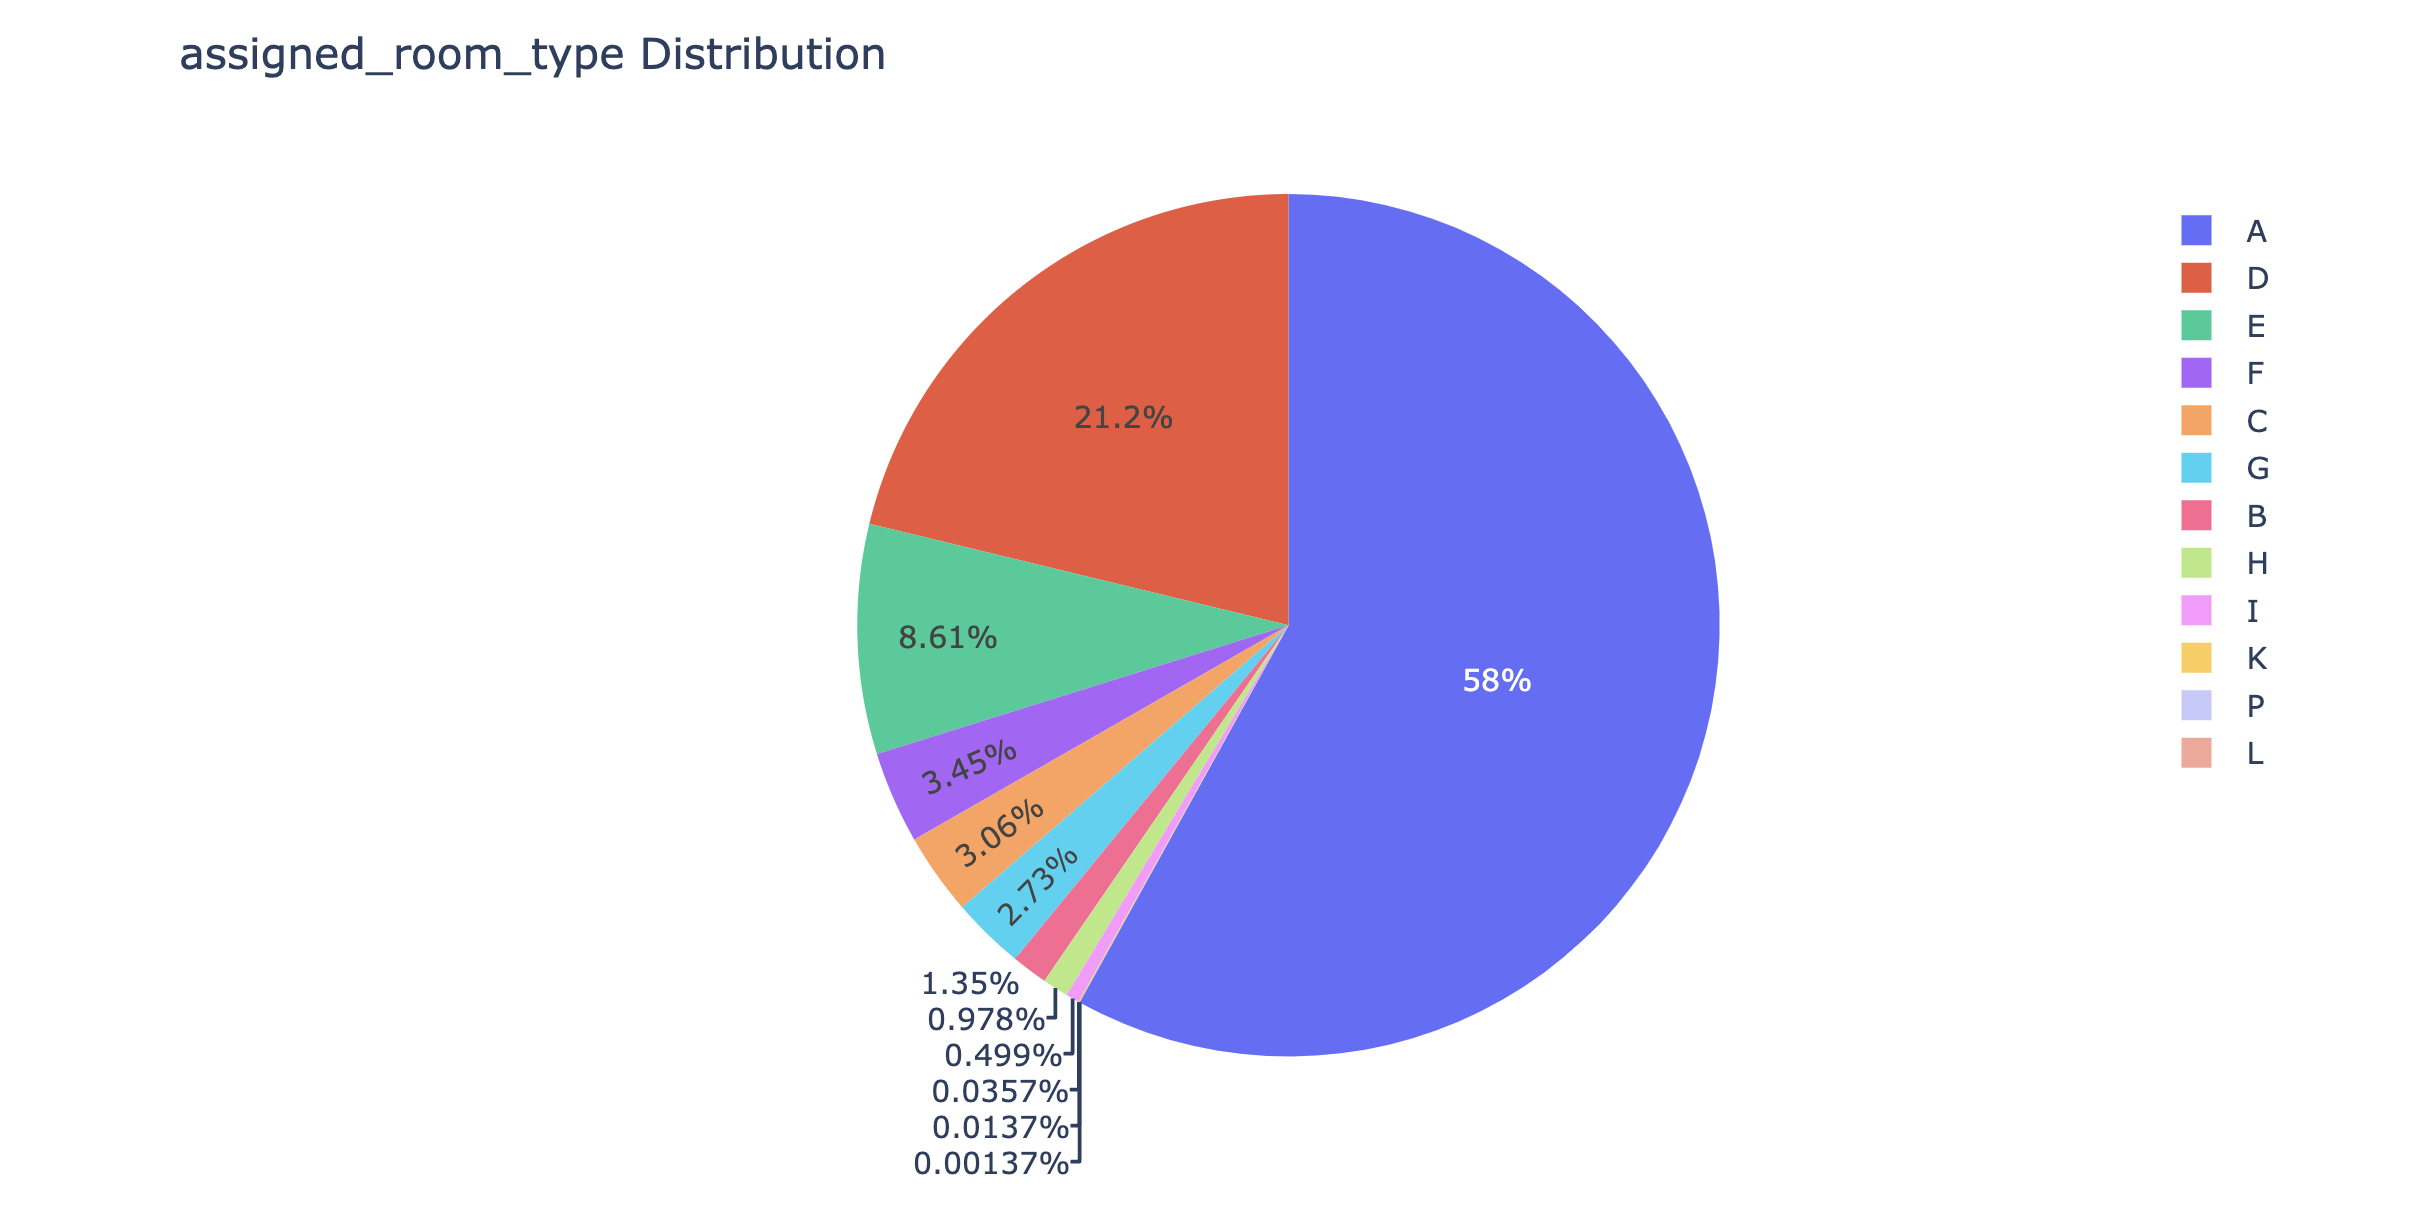 assigned_room_type Distribution
21.2%
8.61%
58%
3.45%
3.06%
2.73%
1.35%
0.978%
0.499%
0.0357%
0.0137%
0.00137%
A
D
E
F
C
G
B
H
I
K
P
L